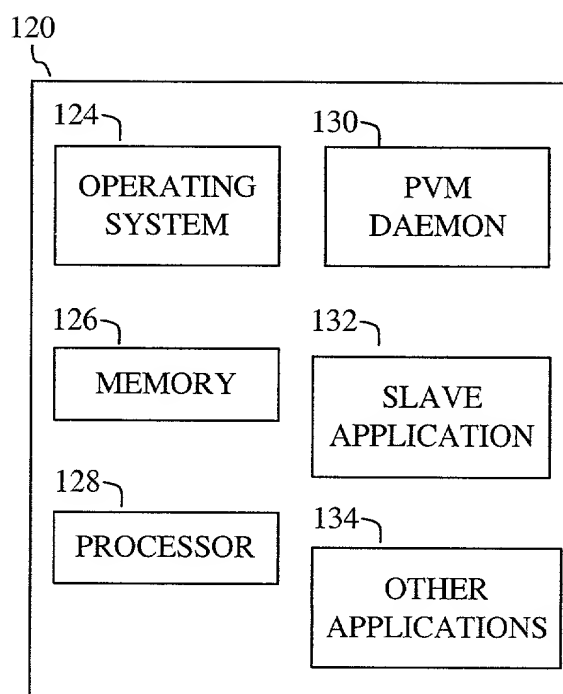 120
124
OPERATING
SYSTEM
130
PVM
DAEMON
126
MEMORY
132
SLAVE
APPLICATION
128
PROCESSOR
134
OTHER
APPLICATIONS